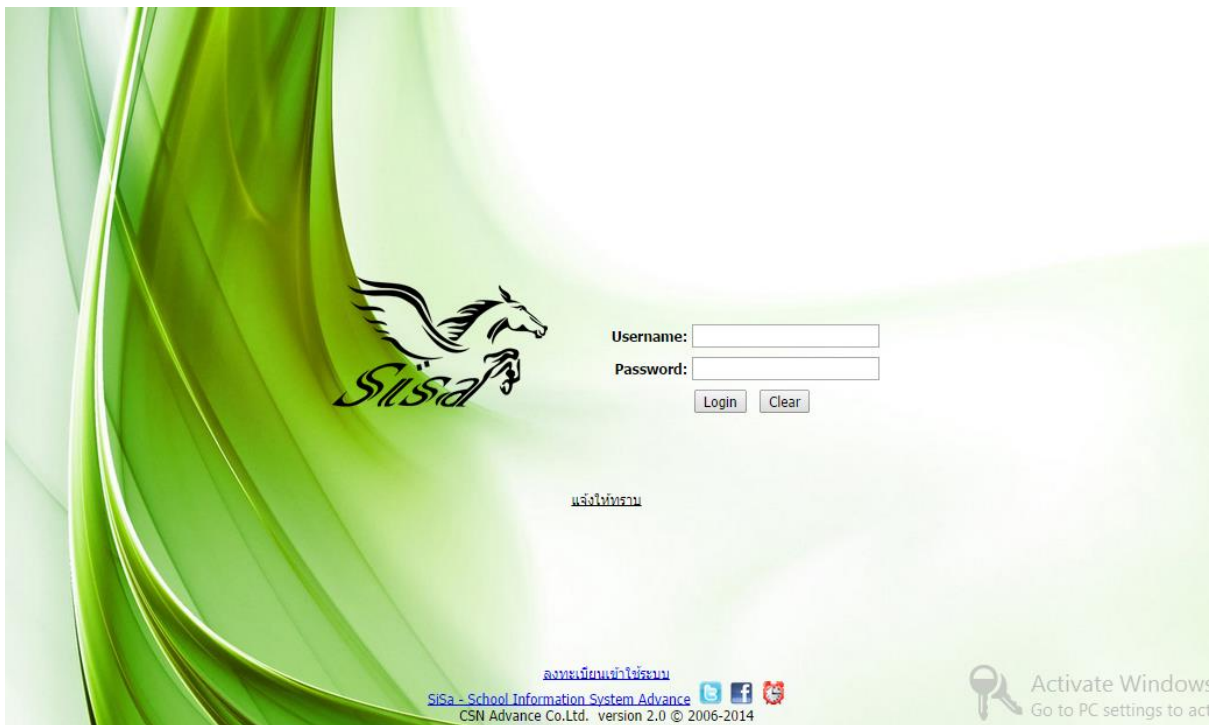 Sisa
Username:
Password:
Login Clear
แจ้งให้ทราบ
ลงทะเบียนเข้าใช้ระบบ
SiSa - School Information System Advance
CSN Advance Co.Ltd. version 2.0 © 2006-2014
Activate Windows
Go to PC settings to act